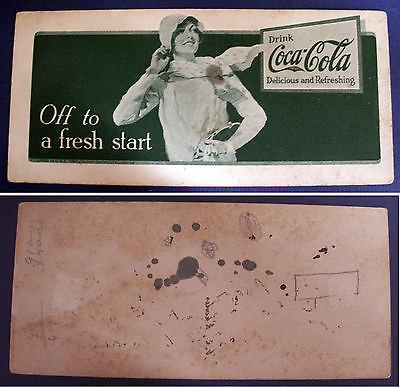 Drink
Coca-Cola
Delicious and Refreshing
Off to
a fresh start